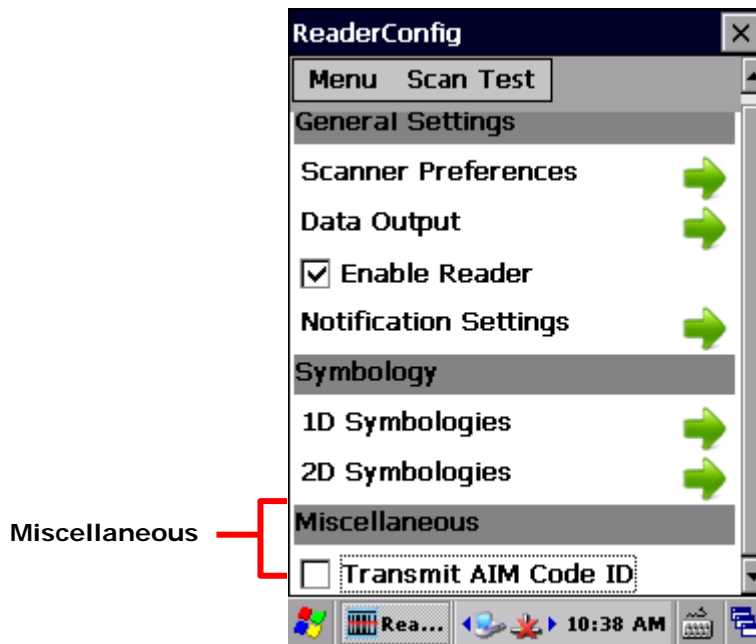 ReaderConfig
Menu Scan Test
General Settings
Scanner Preferences
Data Output
Enable Reader
Notification Settings
Symbology
1D Symbologies
2D Symbologies
Miscellaneous
Miscellaneous
Transmit AIM Code ID
Rea... 10:38 AM